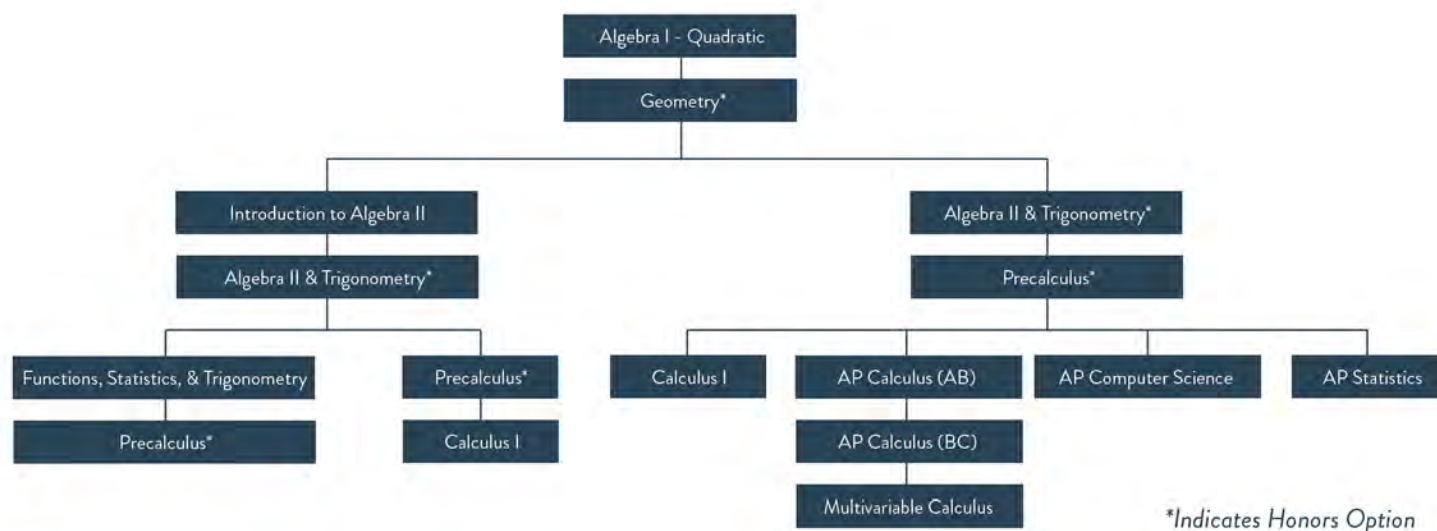 Algebra I - Quadratic
Geometry*
Introduction to Algebra II
Algebra II & Trigonometry*
Algebra II & Trigonometry*
Precalculus*
Functions, Statistics, & Trigonometry
Precalculus*
Calculus I
AP Calculus (AB)
AP Computer Science
AP Statistics
Precalculus*
Calculus I
AP Calculus (BC)
Multivariable Calculus
*Indicates Honors Option